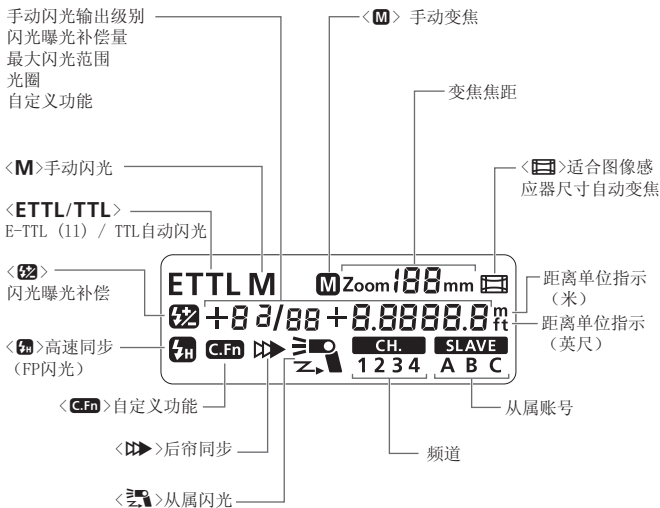 手动闪光输出级别
闪光曝光补偿量
最大闪光范围
光圈
自定义功能
<M> 手动变焦
变焦焦距
<M>手动闪光
< >适合图像感
应器尺寸自动变焦
<ETTL/TTL>
E-TTL (11) / TTL自动闪光
< >
闪光曝光补偿
ETTL M M Zoom 188 mm
+8 8/88 +8.8888.8 m
ft
距离单位指示
(米)
距离单位指示
(英尺)
<H>高速同步
(FP闪光)
H C.Fn CH. SLAVE
1 2 3 4 A B C
<C.Fn>自定义功能
从属账号
< >后帘同步
频道
< >从属闪光